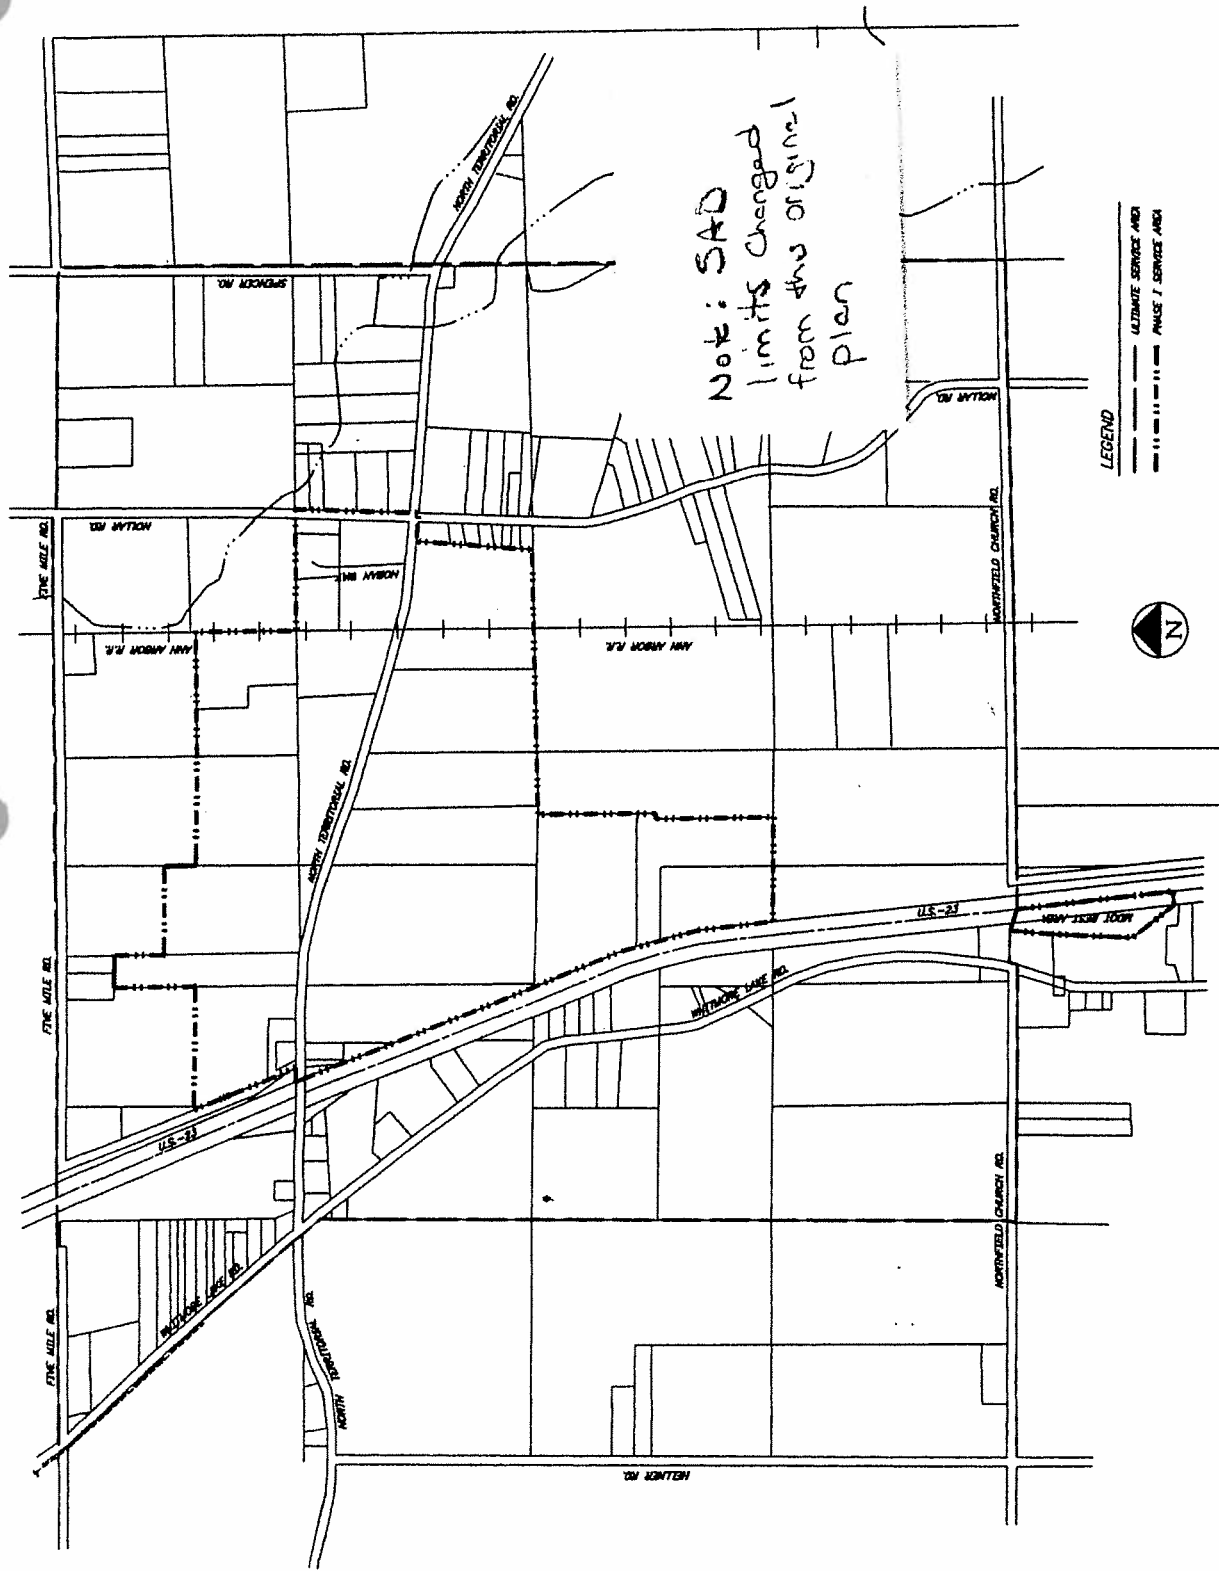 FIVE MILE RD.
FIVE MILE RD.
FIVE MILE RD.
SPENCER RD.
NOLLAR RD.
HOBAN WAY
ANN ARBOR R.R.
ANN ARBOR R.R.
NORTH TERRITORIAL RD.
NORTH TERRITORIAL RD.
NORTH TERRITORIAL RD.
U.S.-23
U.S.-23
WHITMORE LAKE RD.
WHITMORE LAKE RD.
HELLNER RD.
NOLLAR RD.
NORTHFIELD CHURCH RD.
NORTHFIELD CHURCH RD.
MDOT REST AREA
Note: SAD
limits changed
from the original
plan
LEGEND
ULTIMATE SERVICE AREA
PHASE I SERVICE AREA
N